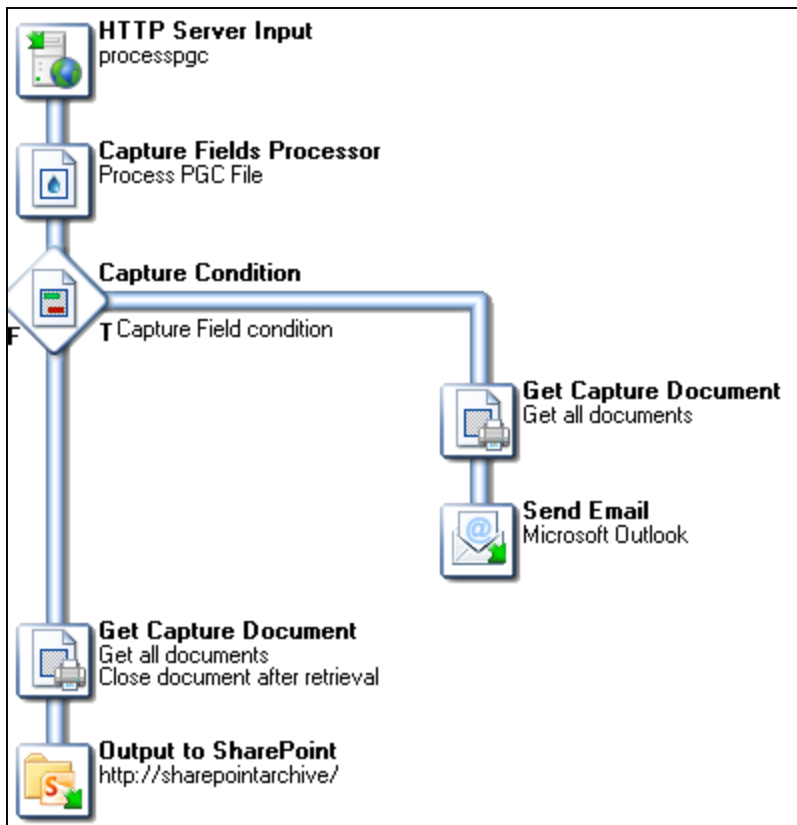 HTTP Server Input
processpgc
Capture Fields Processor
Process PGC File
Capture Condition
F
T Capture Field condition
Get Capture Document
Get all documents
Send Email
Microsoft Outlook
Get Capture Document
Get all documents
Close document after retrieval
Output to SharePoint
http://sharepointarchive/